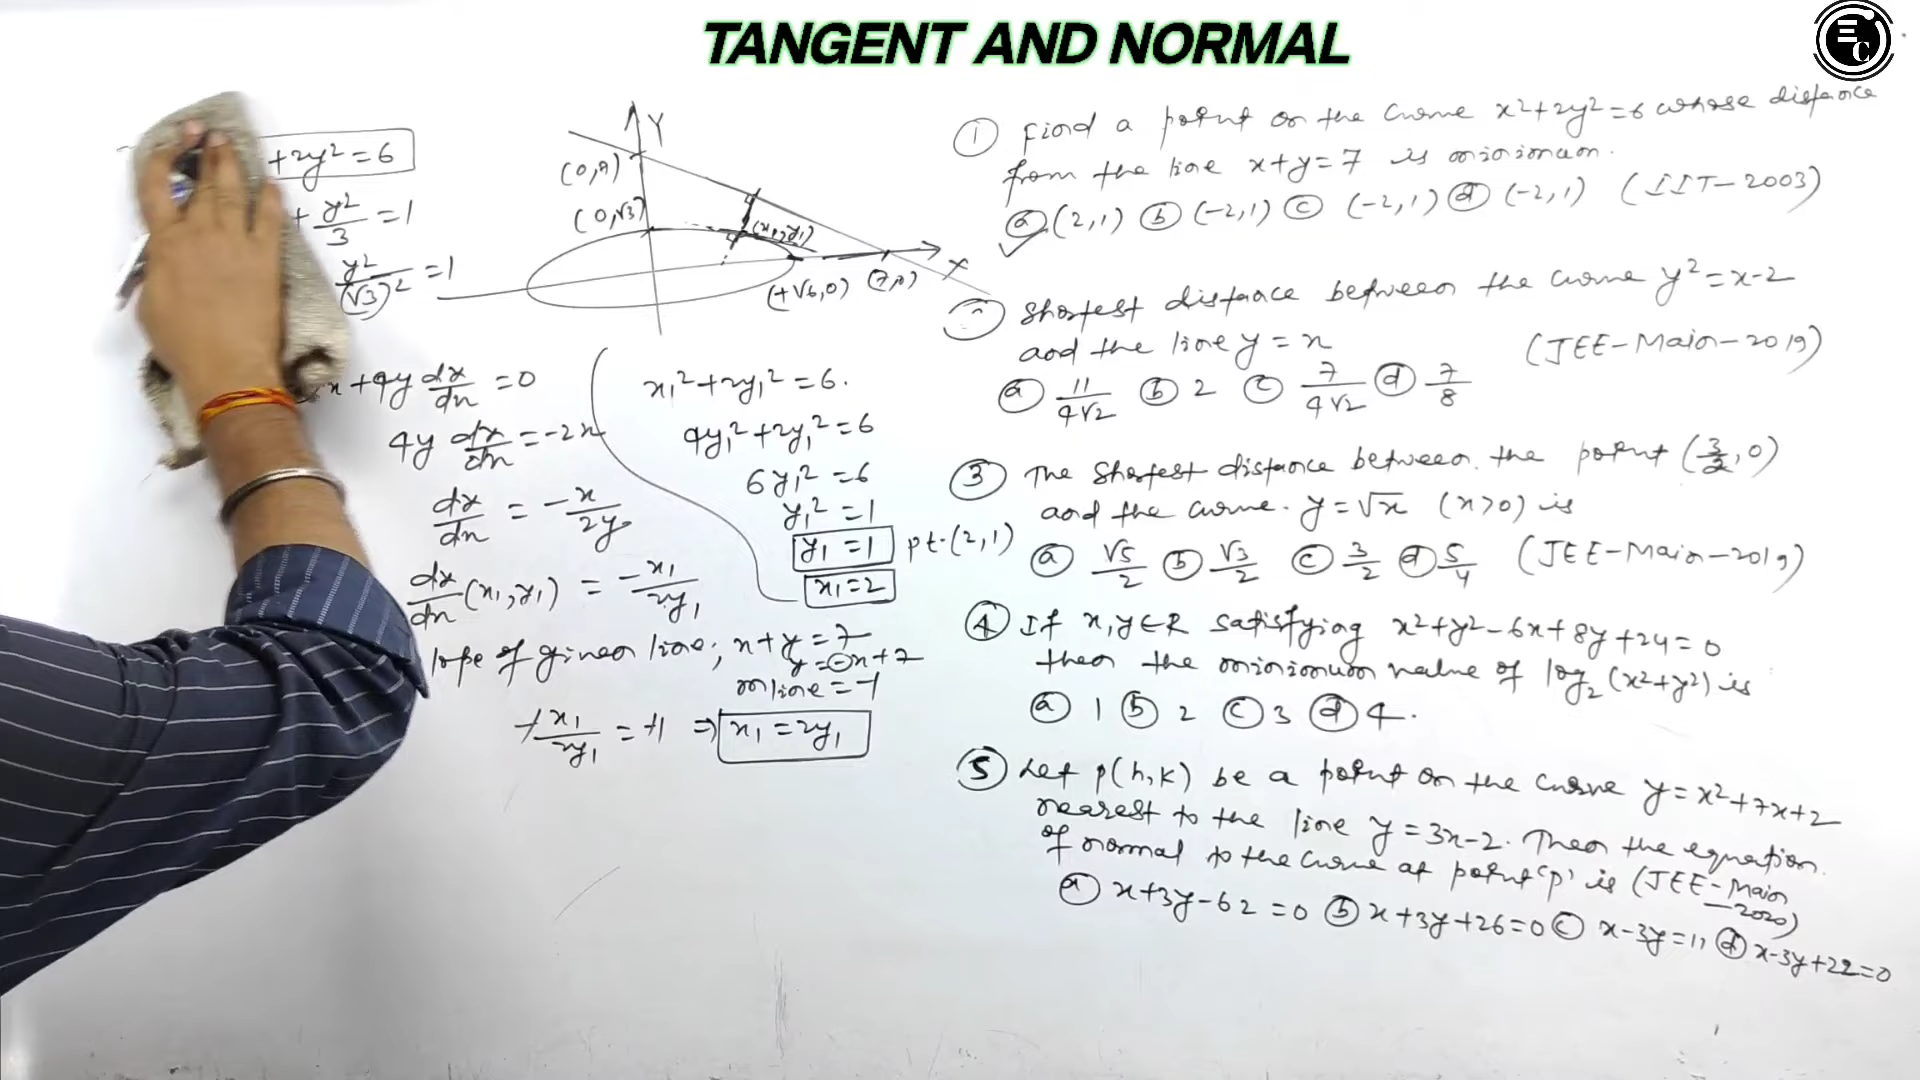 TANGENT AND NORMAL
EC
+2y²=6
+ y²/3 = 1
y²/(√3)² = 1
x+4y dy/dx = 0
4y dy/dx = -2x
dy/dx = -x/2y
dy/dx (x₁,y₁) = -x₁/2y₁
lope of given line; x+y=7
y=-x+7
mline=-1
-x₁/2y₁ = -1 ⇒ x₁=2y₁
Y
(0,7)
(0,√3)
(x₁,y₁)
X
(+√6,0) (7,0)
x₁²+2y₁²=6.
4y₁²+2y₁²=6
6y₁²=6
y₁²=1
y₁=1 pt.(2,1)
x₁=2
① Find a point on the curve x²+2y²=6 whose distance
from the line x+y=7 is minimum.
ⓐ (2,1) ⓑ (-2,1) ⓒ (-2,1) ⓓ (-2,1) (IIT-2003)
② Shortest distance between the curve y²=x-2
and the line y=x (JEE-Main-2019)
ⓐ 11/4√2 ⓑ 2 ⓒ 7/4√2 ⓓ 7/8
③ The Shortest distance between the point (3/2,0)
and the curve. y=√x (x>0) is
ⓐ √5/2 ⓑ √3/2 ⓒ 3/2 ⓓ 5/4 (JEE-Main-2019)
④ If x,y∈R satisfying x²+y²-6x+8y+24=0
then the minimum value of log₂(x²+y²) is
ⓐ 1 ⓑ 2 ⓒ 3 ⓓ 4.
⑤ Let p(h,k) be a point on the curve y=x²+7x+2
nearest to the line y=3x-2. Then the equation
of normal to the curve at point 'p' is (JEE-Main
-2020)
ⓐ x+3y-62=0 ⓑ x+3y+26=0 ⓒ x-3y=11 ⓓ x-3y+22=0